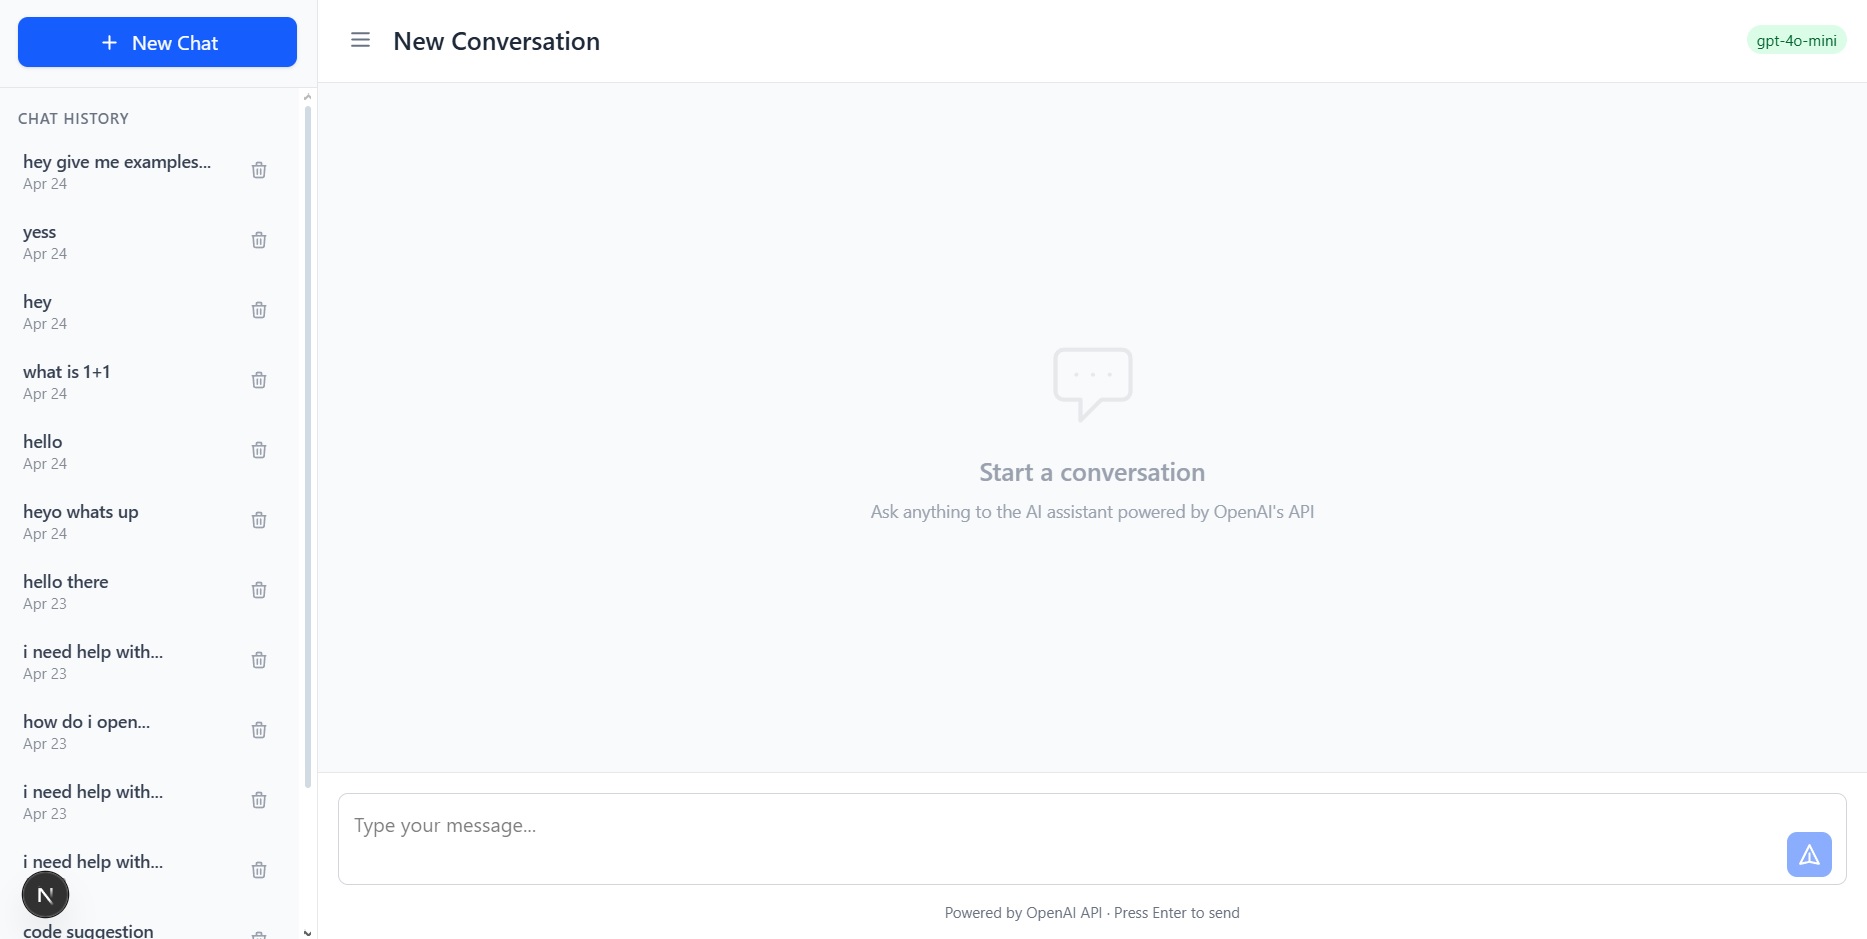 New Chat
CHAT HISTORY
hey give me examples...
Apr 24
yess
Apr 24
hey
Apr 24
what is 1+1
Apr 24
hello
Apr 24
heyo whats up
Apr 24
hello there
Apr 23
i need help with...
Apr 23
how do i open...
Apr 23
i need help with...
Apr 23
i need help with...
N
code suggestion
New Conversation
gpt-4o-mini
Start a conversation
Ask anything to the AI assistant powered by OpenAI's API
Type your message...
Powered by OpenAI API · Press Enter to send